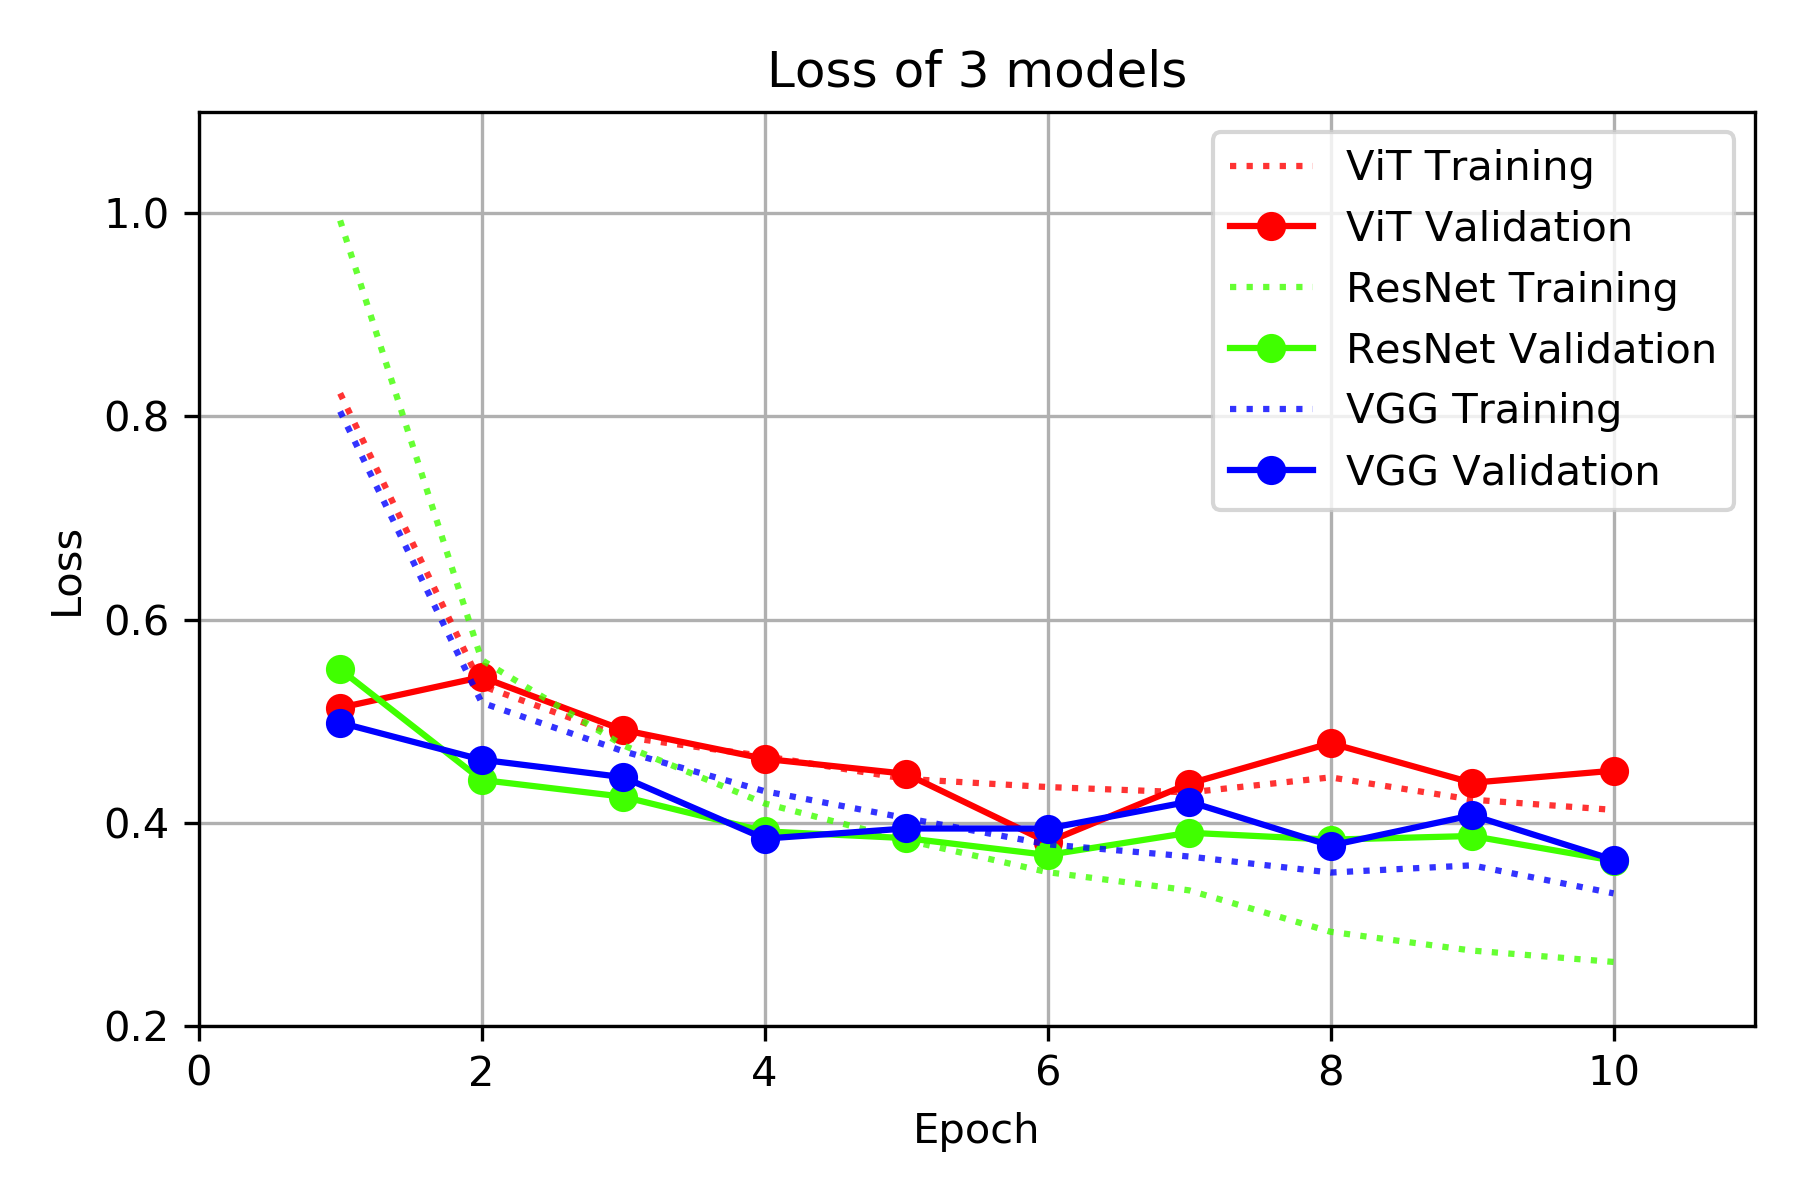 Loss of 3 models
ViT Training
ViT Validation
ResNet Training
ResNet Validation
VGG Training
VGG Validation
Loss
1.0
0.8
0.6
0.4
0.2
0 2 4 6 8 10
Epoch